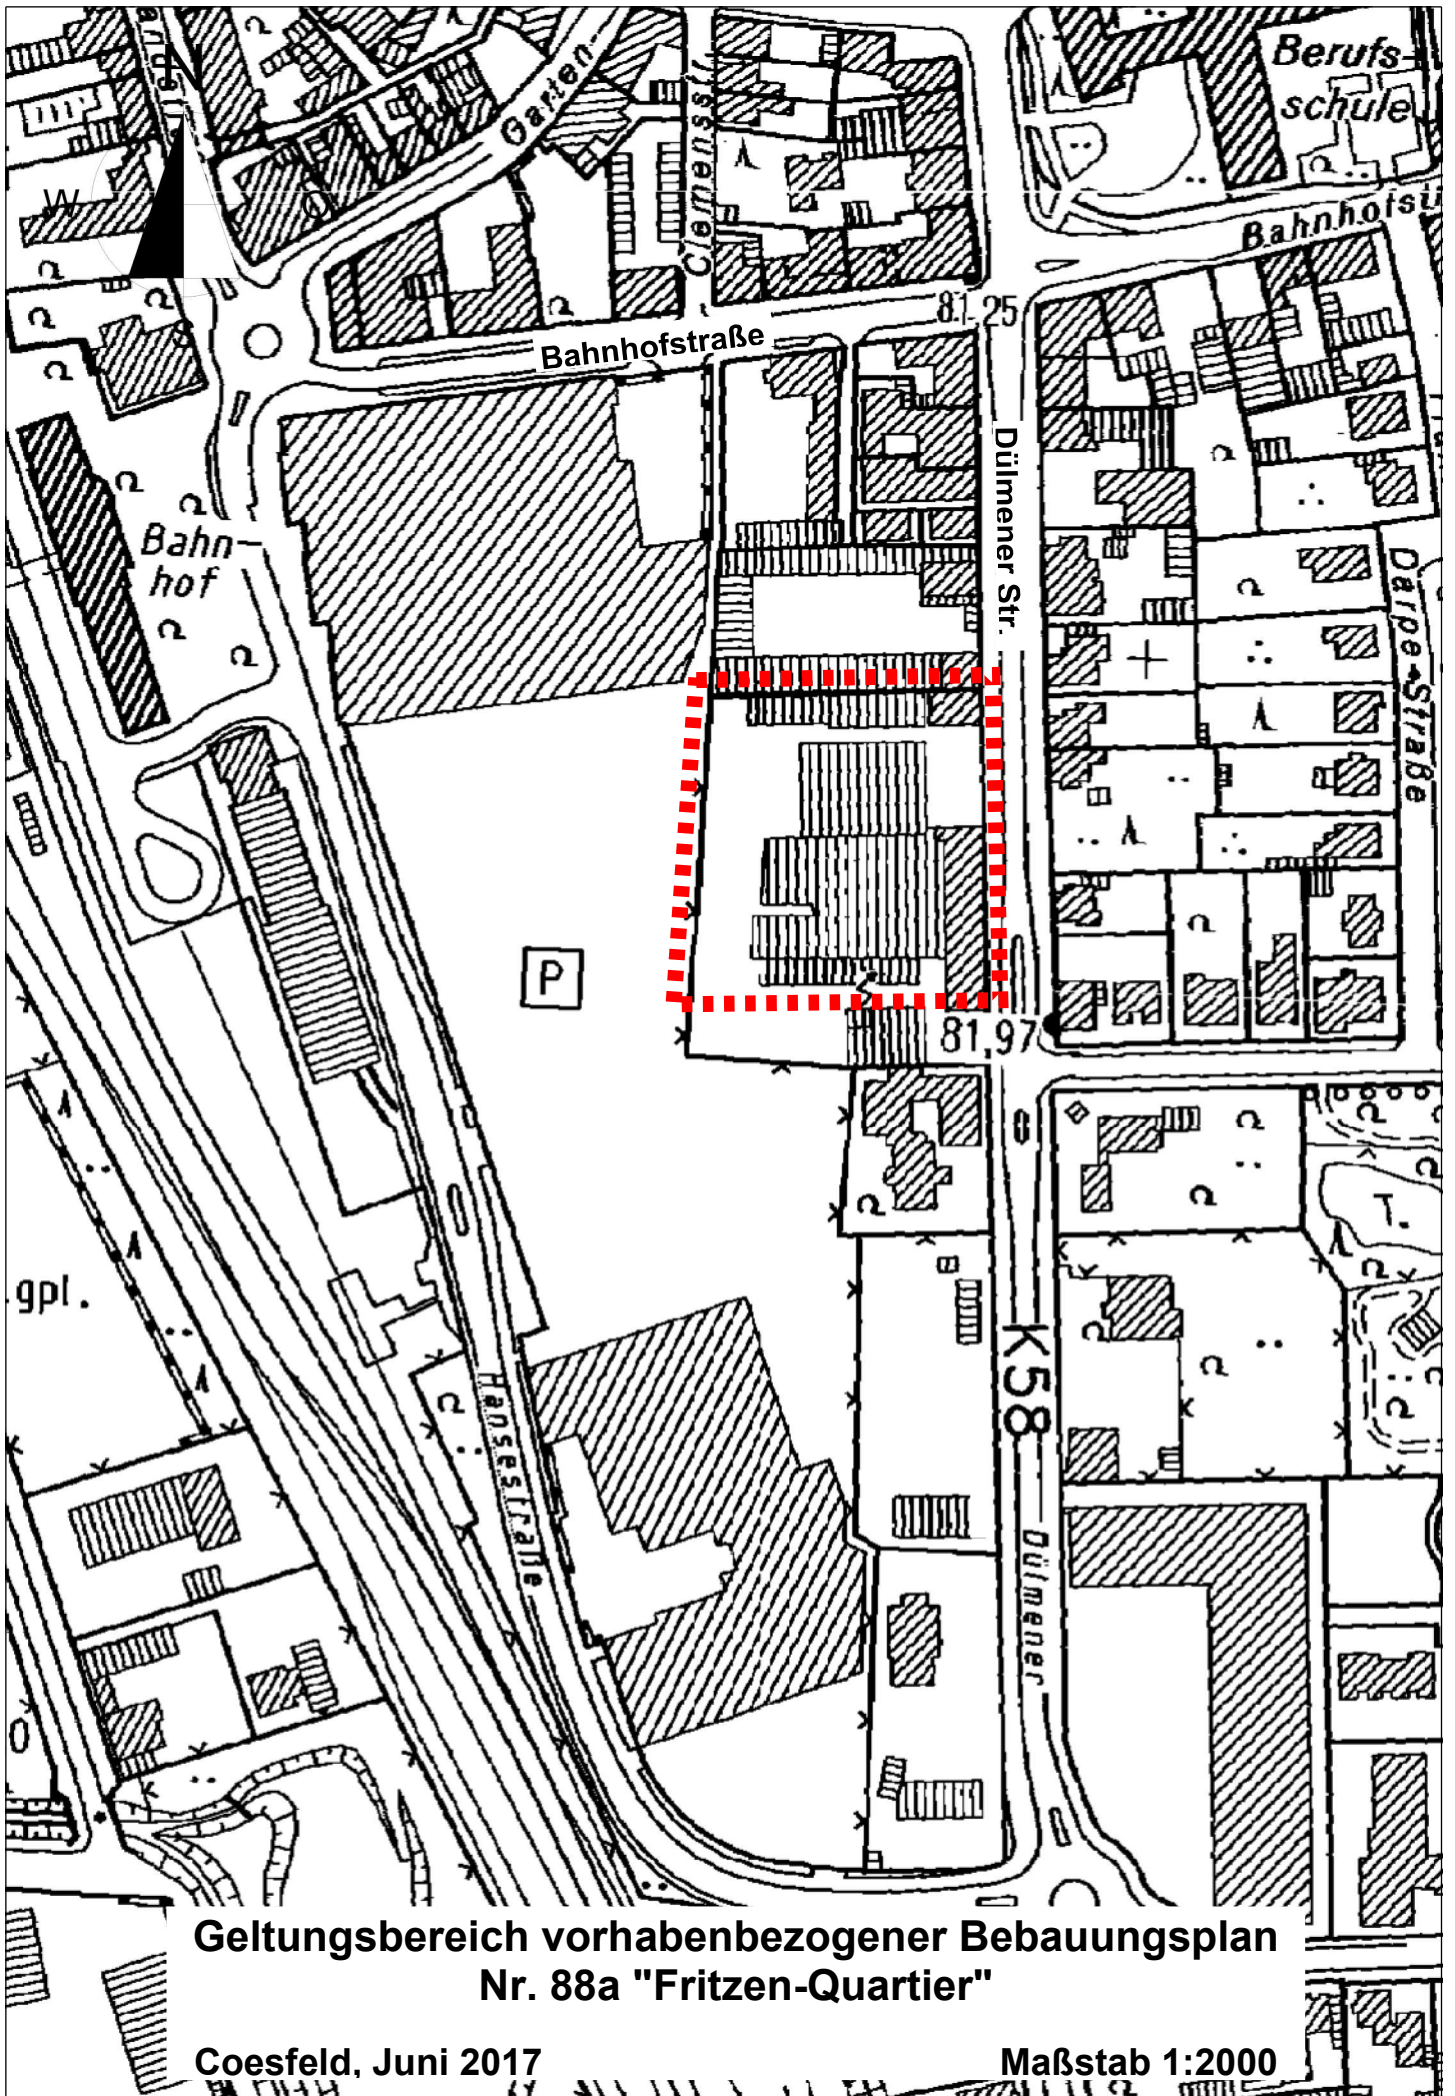 N
W
O
S
Garten
Clemensstr.
Berufs-
schule
Bahnhofstr
81,25
Bahnhofstraße
Dülmener Str.
Bahn-
hof
Darpe-Straße
P
81,97
gpl.
K58
Hansestraße
Dülmener
T.
Geltungsbereich vorhabenbezogener Bebauungsplan
Nr. 88a "Fritzen-Quartier"
Coesfeld, Juni 2017
Maßstab 1:2000